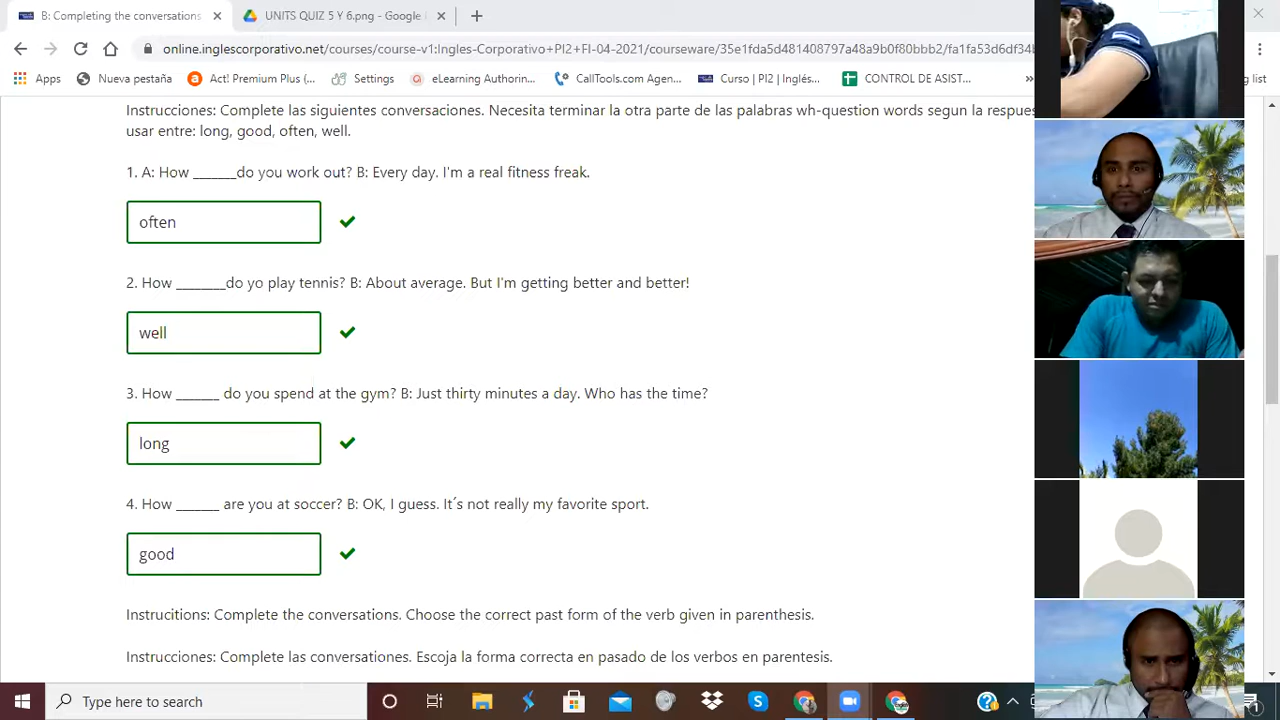 B: Completing the conversations
UNITS QUIZ 5 Y 6.png - Google
online.inglescorporativo.net/courses/course-v1:Ingles-Corporativo+PI2+FI-04-2021/courseware/35e1fda5d481408797a48a9b0f80bbb2/fa1fa53d6df34b
Apps Nueva pestaña Act! Premium Plus (... Settings eLearning Authorin... CallTools.com Agen... Curso | PI2 | Inglés... CONTROL DE ASIST... » g list
Instrucciones: Complete las siguientes conversaciones. Necesita terminar la otra parte de las palabras wh-question words segun la respues
usar entre: long, good, often, well.
1. A: How _______do you work out? B: Every day. I'm a real fitness freak.
often
2. How ________do yo play tennis? B: About average. But I'm getting better and better!
well
3. How _______ do you spend at the gym? B: Just thirty minutes a day. Who has the time?
long
4. How _______ are you at soccer? B: OK, I guess. It´s not really my favorite sport.
good
Instrucitions: Complete the conversations. Choose the correct past form of the verb given in parenthesis.
Instrucciones: Complete las conversationes. Escoja la forma correcta en pasado de los verbos en parentesis.
Type here to search